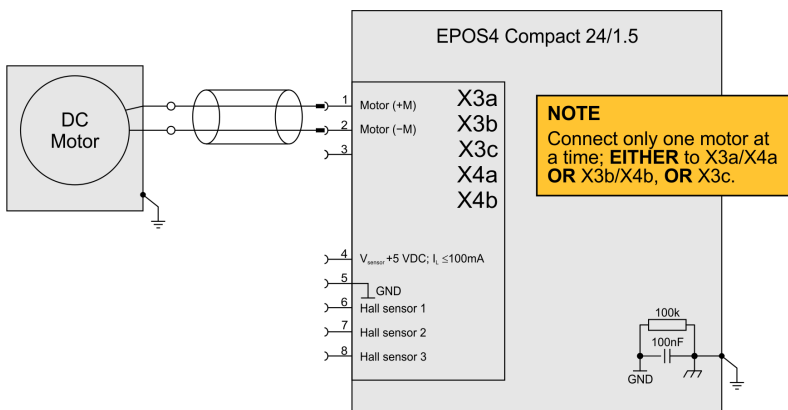 EPOS4 Compact 24/1.5
DC
Motor
1
Motor (+M)
2
Motor (−M)
3
X3a
X3b
X3c
X4a
X4b
NOTE
Connect only one motor at
a time; EITHER to X3a/X4a
OR X3b/X4b, OR X3c.
4
Vsensor +5 VDC; IL ≤100mA
5
GND
6
Hall sensor 1
7
Hall sensor 2
8
Hall sensor 3
100k
100nF
GND